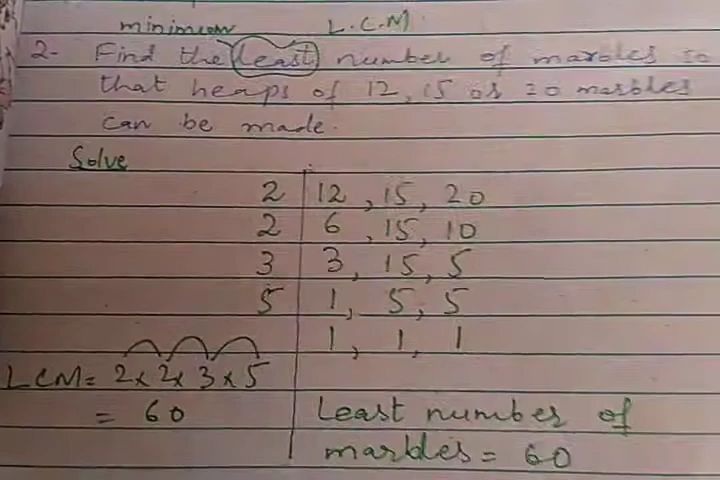 minimum L.C.M.
2- Find the least number of marbles so
that heaps of 12, 15 or 20 marbles
can be made.
Solve
2 | 12, 15, 20
2 | 6, 15, 10
3 | 3, 15, 5
5 | 1, 5, 5
1, 1, 1
LCM = 2 x 2 x 3 x 5
= 60
Least number of
marbles = 60